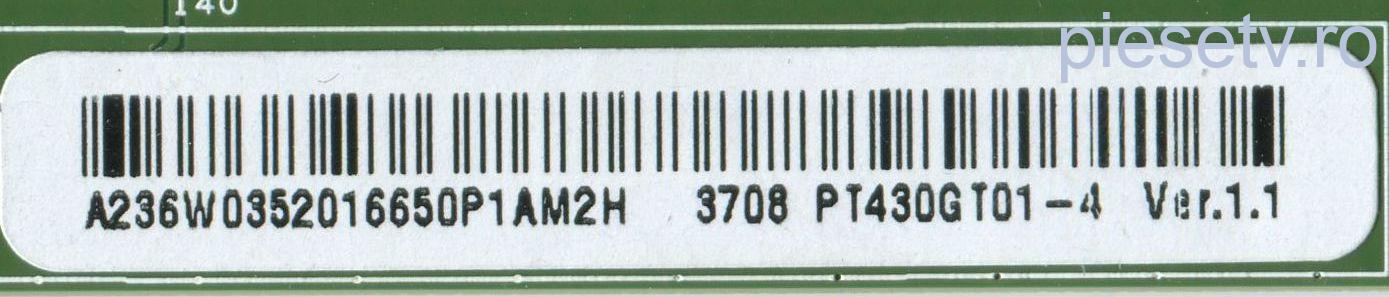 140
piesetv.ro
A236W0352016650P1AM2H 3708 PT430GT01-4 Ver.1.1